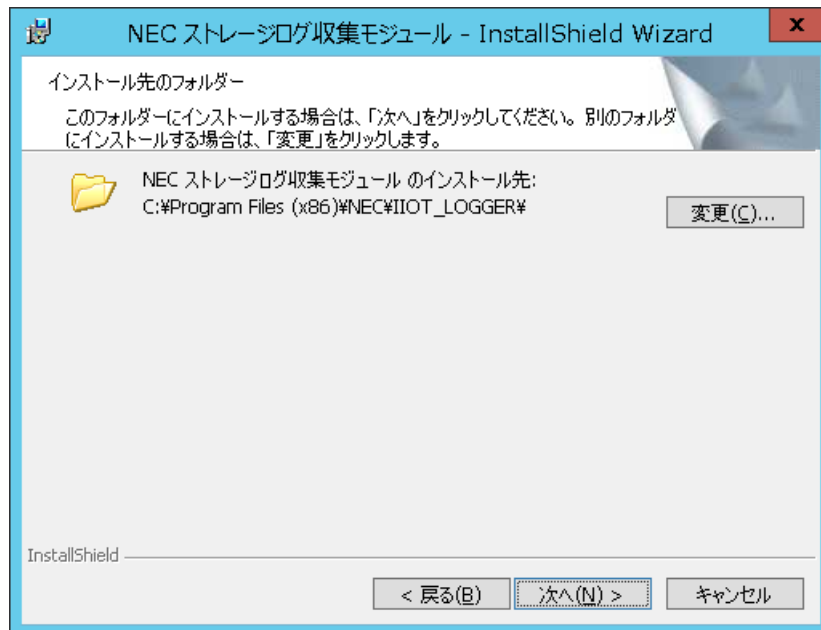 NEC ストレージログ収集モジュール - InstallShield Wizard
x
インストール先のフォルダー
このフォルダーにインストールする場合は、「次へ」をクリックしてください。別のフォルダ
にインストールする場合は、「変更」をクリックします。
NEC ストレージログ収集モジュール のインストール先:
C:¥Program Files (x86)¥NEC¥IIOT_LOGGER¥
変更(C)...
InstallShield
< 戻る(B)
次へ(N) >
キャンセル